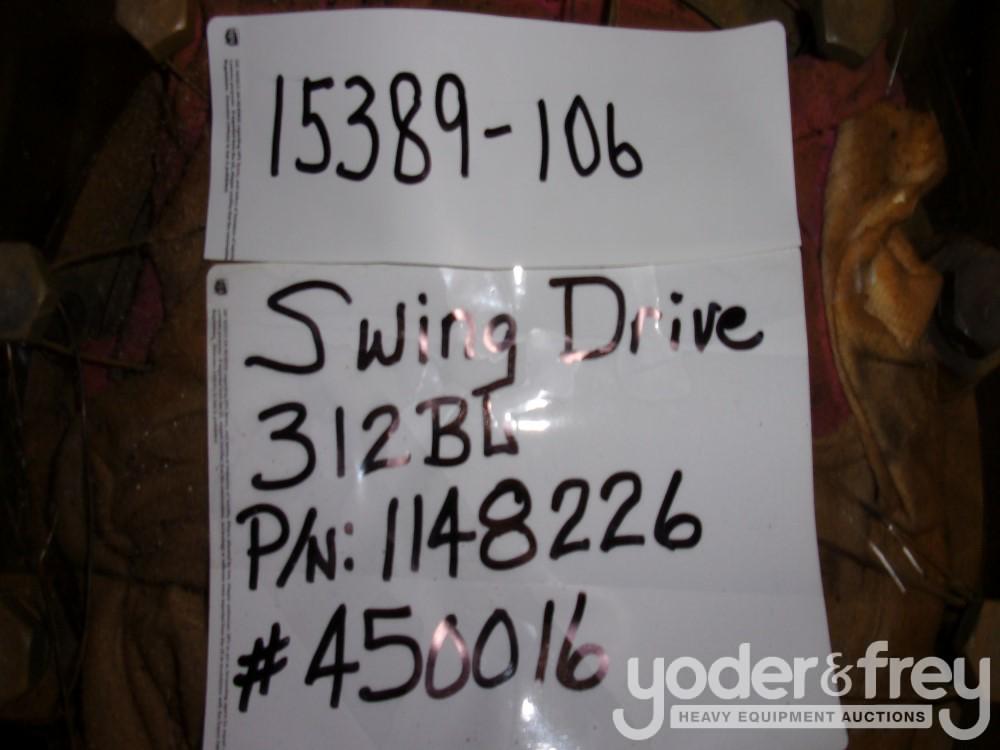 15389-106
Swing Drive
312BL
P/N: 1148226
#450016
yoder&frey
HEAVY EQUIPMENT AUCTIONS